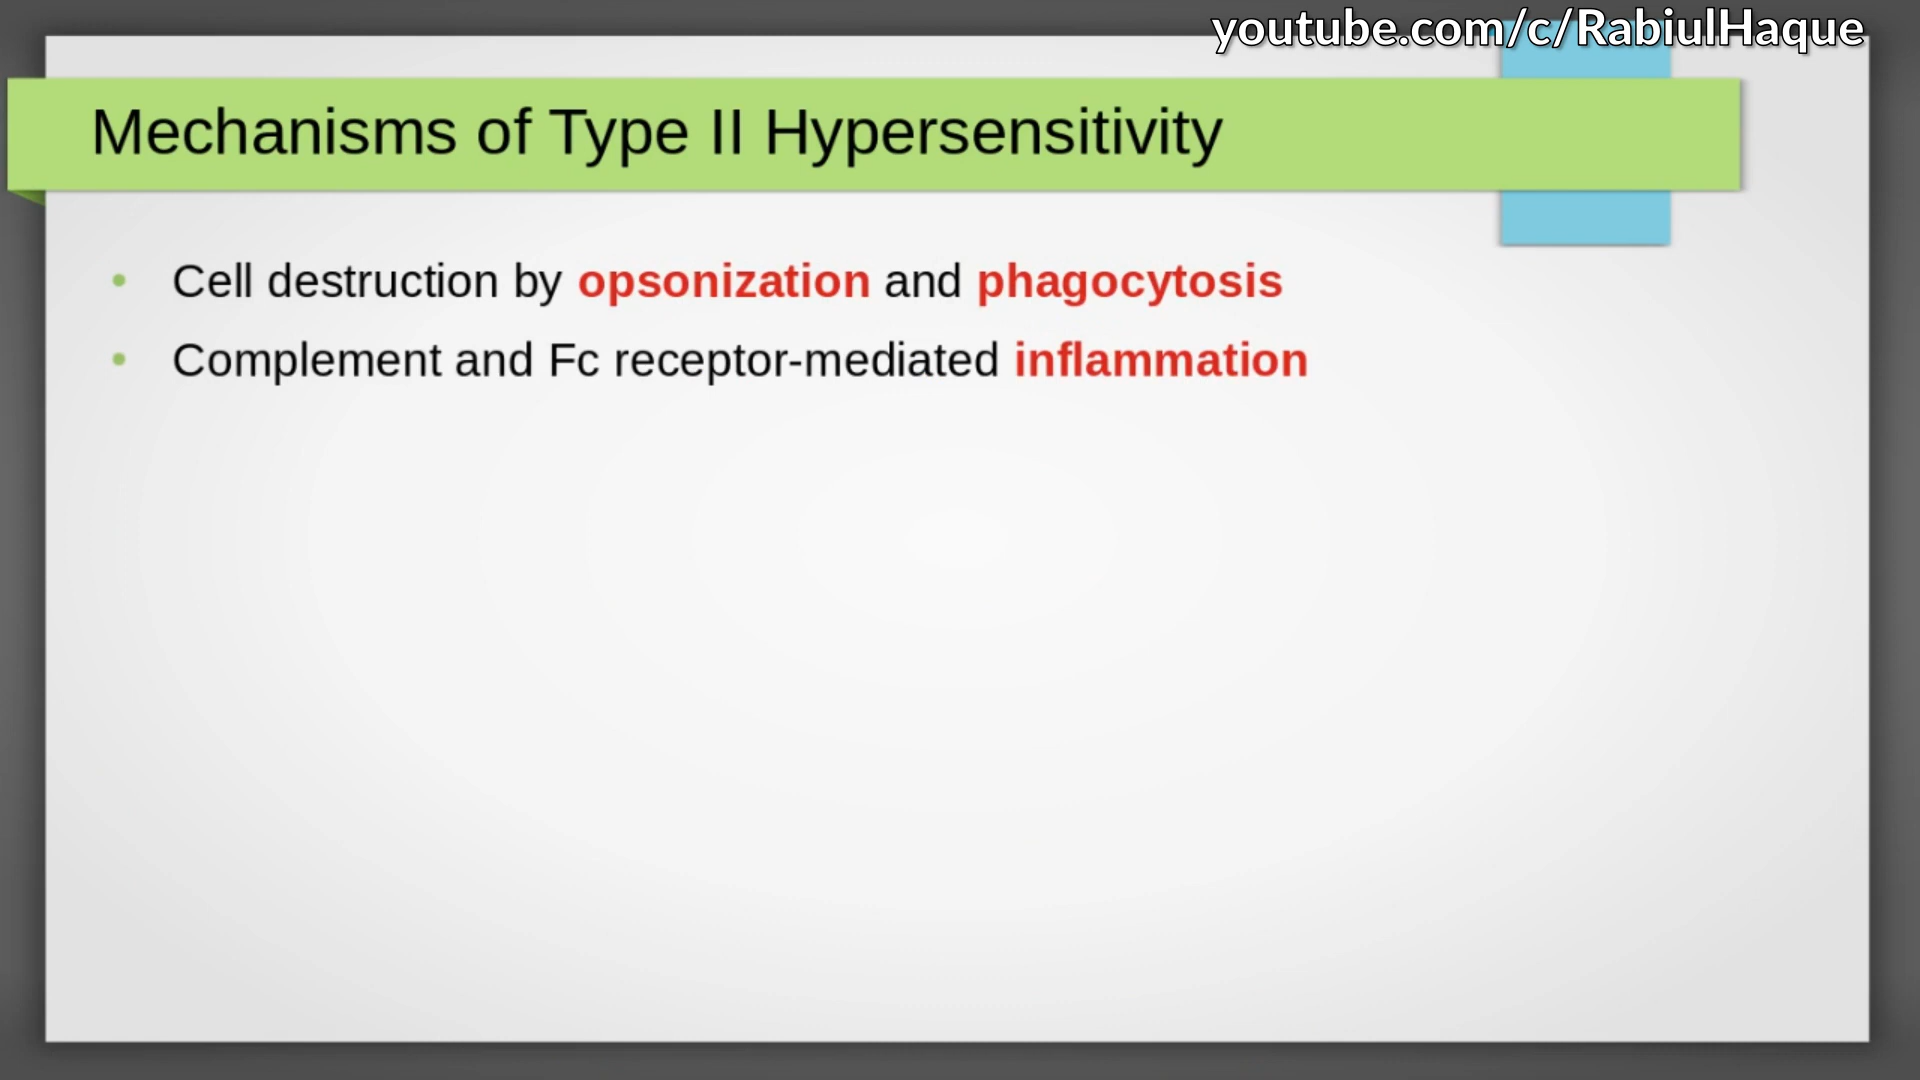 youtube.com/c/RabiulHaque
Mechanisms of Type II Hypersensitivity
• Cell destruction by opsonization and phagocytosis
• Complement and Fc receptor-mediated inflammation